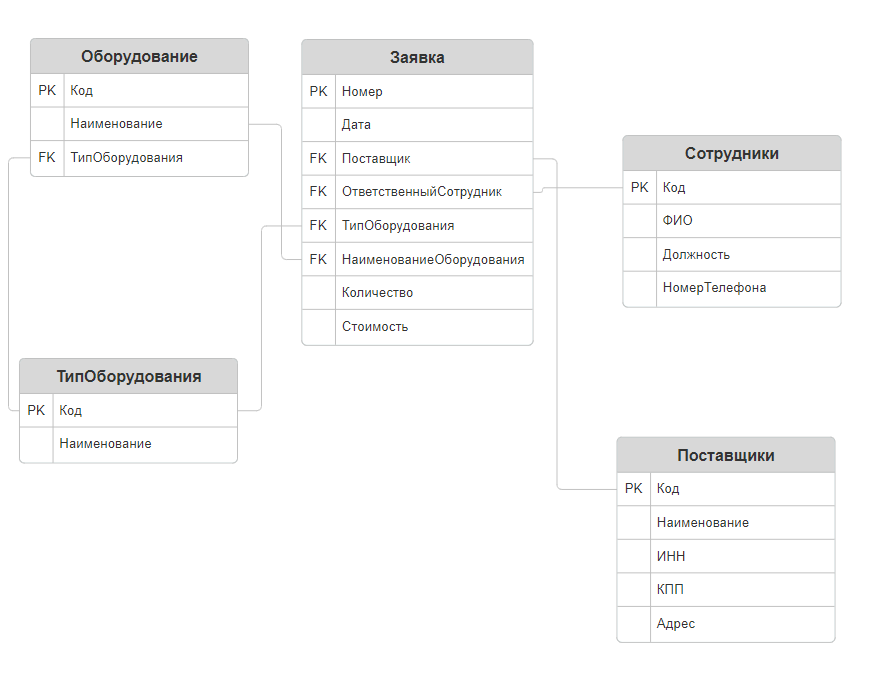 Оборудование
PK Код
Наименование
FK ТипОборудования
Заявка
PK Номер
Дата
FK Поставщик
FK ОтветственныйСотрудник
FK ТипОборудования
FK НаименованиеОборудования
Количество
Стоимость
Сотрудники
PK Код
ФИО
Должность
НомерТелефона
ТипОборудования
PK Код
Наименование
Поставщики
PK Код
Наименование
ИНН
КПП
Адрес